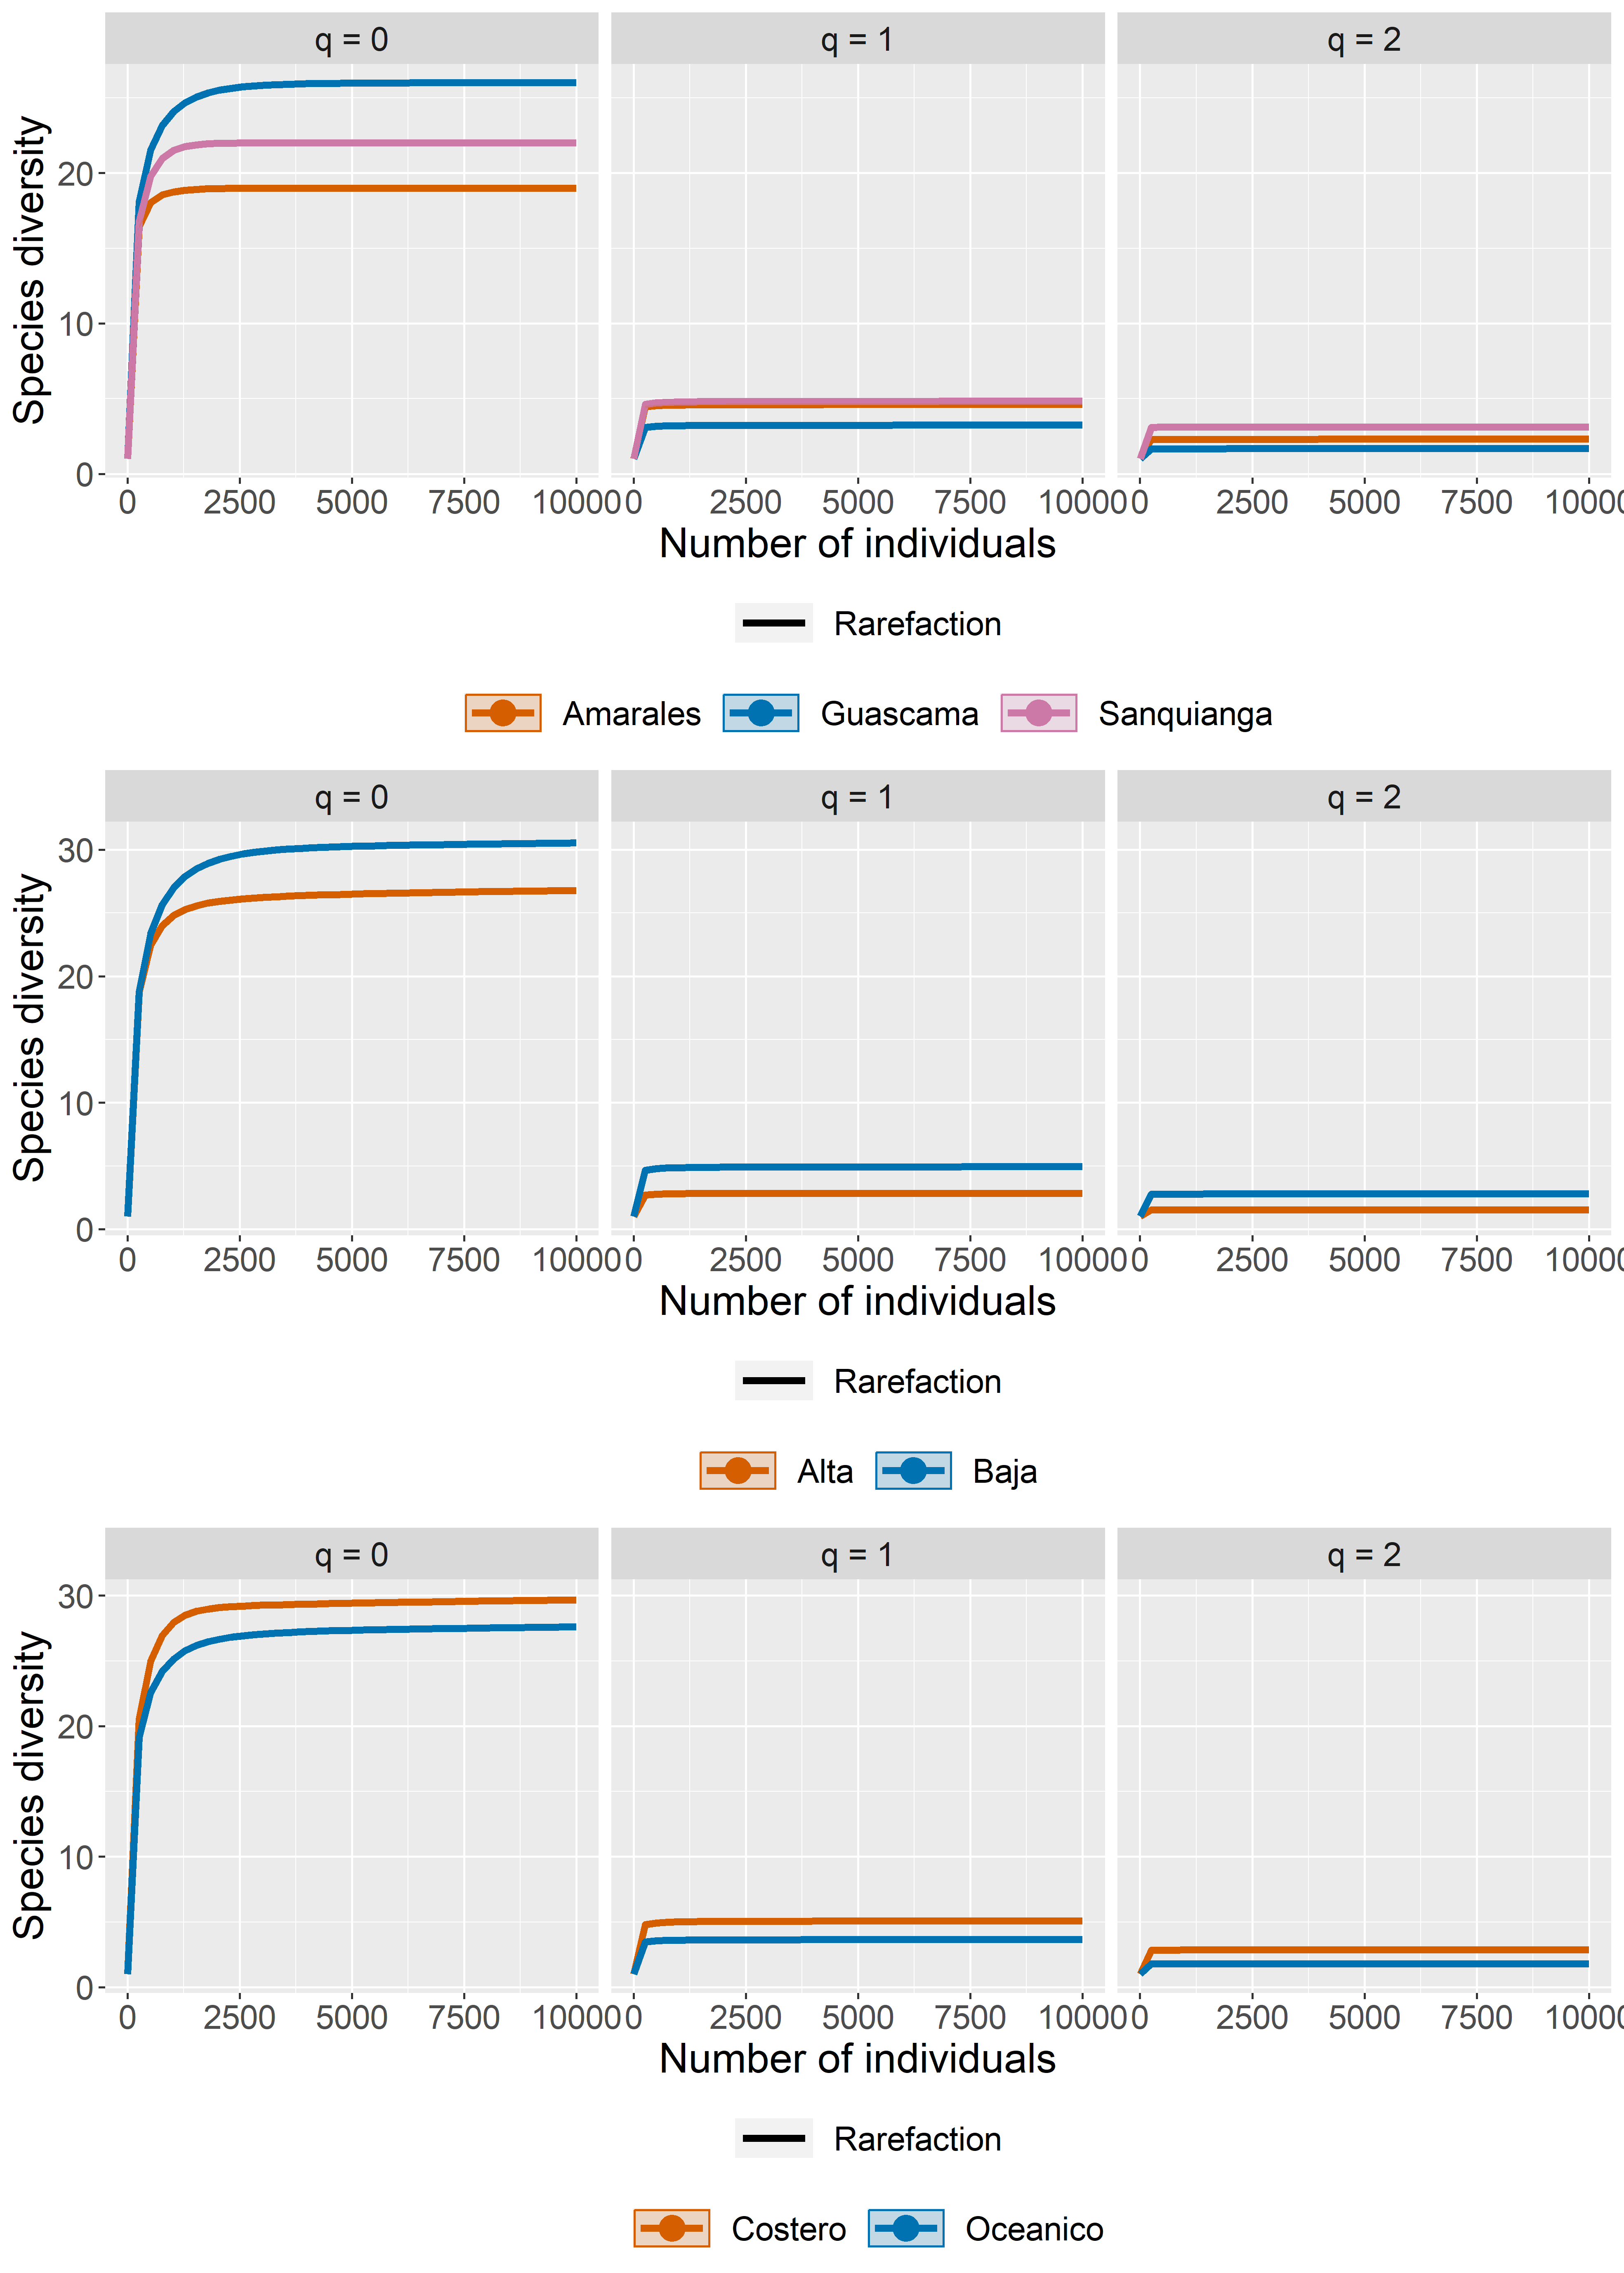 q = 0 q = 1 q = 2
Species diversity
20
10
0
0 2500 5000 7500 10000 0 2500 5000 7500 10000 0 2500 5000 7500 1000
Number of individuals
Rarefaction
Amarales Guascama Sanquianga
q = 0 q = 1 q = 2
Species diversity
30
20
10
0
0 2500 5000 7500 10000 0 2500 5000 7500 10000 0 2500 5000 7500 1000
Number of individuals
Rarefaction
Alta Baja
q = 0 q = 1 q = 2
Species diversity
30
20
10
0
0 2500 5000 7500 10000 0 2500 5000 7500 10000 0 2500 5000 7500 1000
Number of individuals
Rarefaction
Costero Oceanico